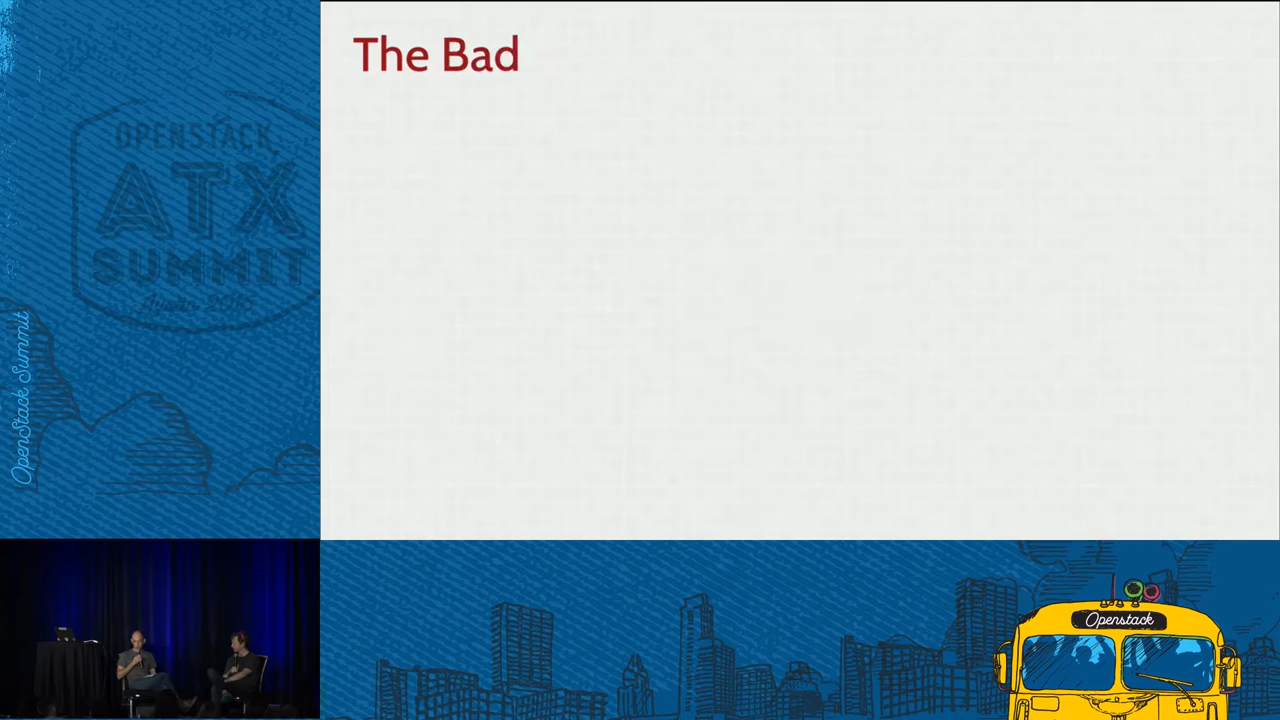 The Bad
OPENSTACK
ATX
SUMMIT
Austin 2016
OpenStack Summit
Openstack